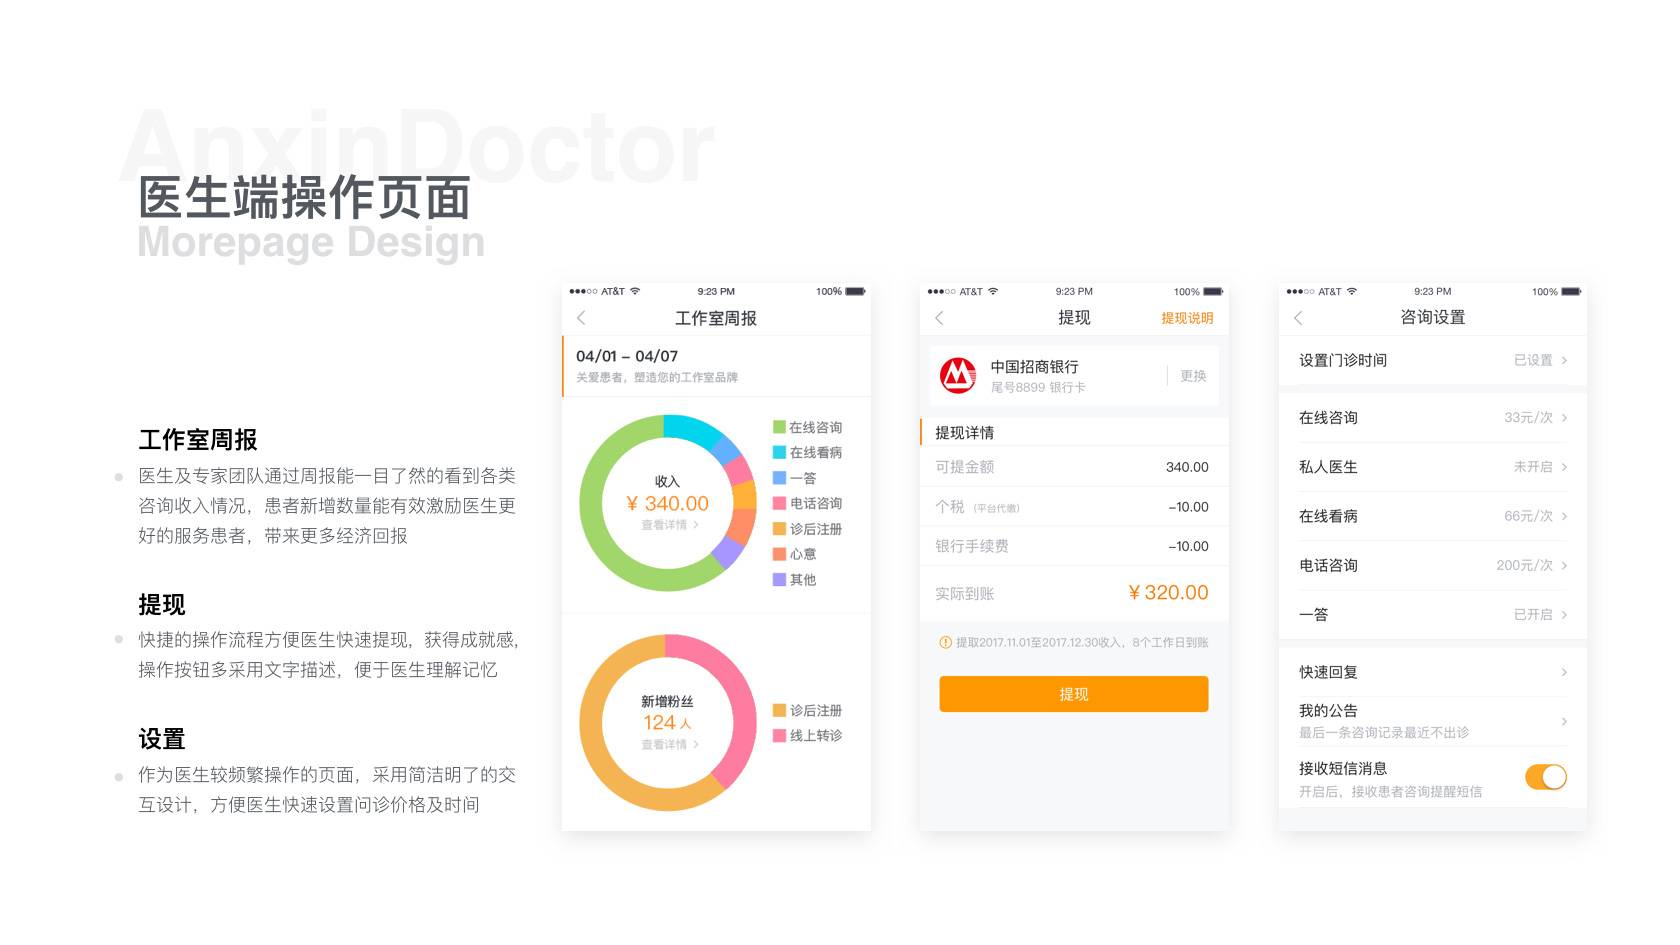 AnxinDoctor
医生端操作页面
Morepage Design
工作室周报
医生及专家团队通过周报能一目了然的看到各类
咨询收入情况，患者新增数量能有效激励医生更
好的服务患者，带来更多经济回报
提现
快捷的操作流程方便医生快速提现，获得成就感，
操作按钮多采用文字描述，便于医生理解记忆
设置
作为医生较频繁操作的页面，采用简洁明了的交
互设计，方便医生快速设置问诊价格及时间
AT&T 9:23 PM 100%
工作室周报
04/01 – 04/07
关爱患者，塑造您的工作室品牌
收入
¥ 340.00
查看详情
在线咨询
在线看病
一答
电话咨询
诊后注册
心意
其他
新增粉丝
124 人
查看详情
诊后注册
线上转诊
AT&T 9:23 PM 100%
提现 提现说明
中国招商银行
尾号8899 银行卡
更换
提现详情
可提金额 340.00
个税 (平台代缴) –10.00
银行手续费 –10.00
实际到账 ¥ 320.00
提取2017.11.01至2017.12.30收入，8个工作日到账
提现
AT&T 9:23 PM 100%
咨询设置
设置门诊时间 已设置
在线咨询 33元/次
私人医生 未开启
在线看病 66元/次
电话咨询 200元/次
一答 已开启
快速回复
我的公告
最后一条咨询记录最近不出诊
接收短信消息
开启后，接收患者咨询提醒短信